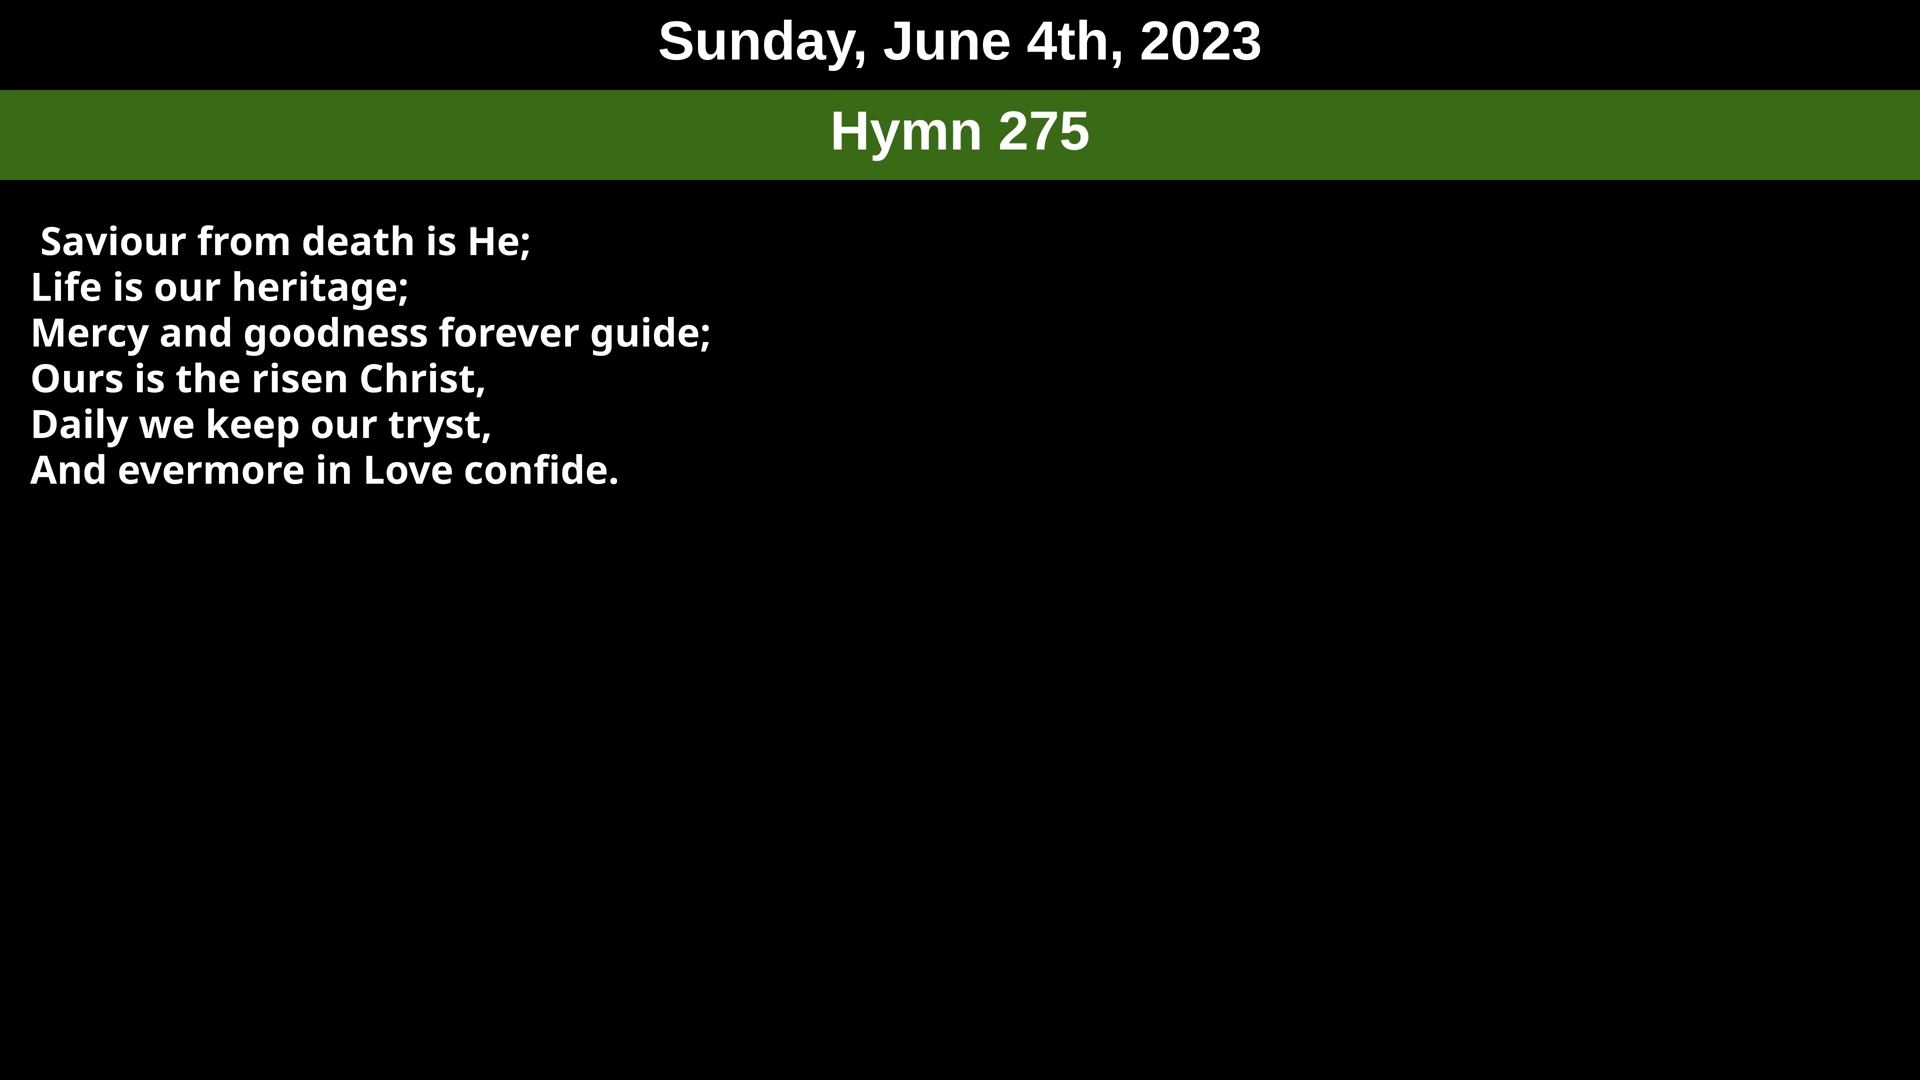 Sunday, June 4th, 2023
Hymn 275
Saviour from death is He;
Life is our heritage;
Mercy and goodness forever guide;
Ours is the risen Christ,
Daily we keep our tryst,
And evermore in Love confide.